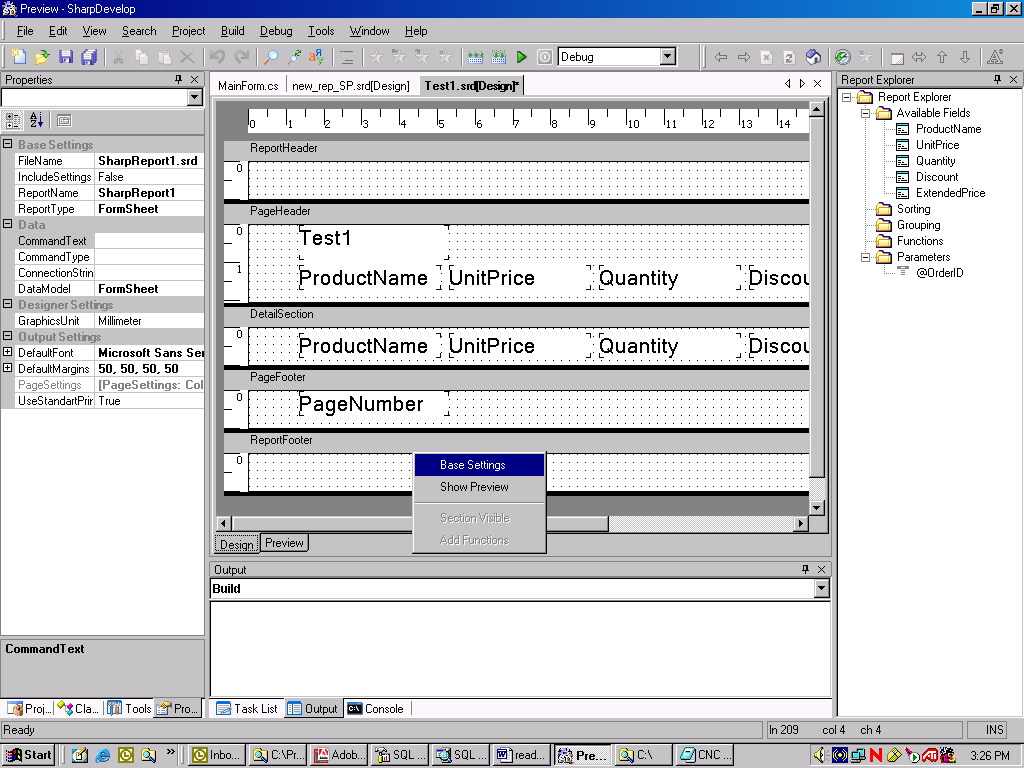 Preview - SharpDevelop
File Edit View Search Project Build Debug Tools Window Help
Debug
Properties
Base Settings
FileName SharpReport1.srd
IncludeSettings False
ReportName SharpReport1
ReportType FormSheet
Data
CommandText
CommandType
ConnectionStrin
DataModel FormSheet
Designer Settings
GraphicsUnit Millimeter
Output Settings
DefaultFont Microsoft Sans Ser
DefaultMargins 50, 50, 50, 50
PageSettings [PageSettings: Col
UseStandartPrir True
CommandText
Proj... Cla... Tools Pro...
MainForm.cs new_rep_SP.srd[Design] Test1.srd[Design]*
0 1 2 3 4 5 6 7 8 9 10 11 12 13 14
ReportHeader
0
PageHeader
0
Test1
1
ProductName UnitPrice Quantity Discou
DetailSection
0
ProductName UnitPrice Quantity Discou
PageFooter
0
PageNumber
ReportFooter
0
Base Settings
Show Preview
Section Visible
Add Functions
Design Preview
Output
Build
Task List Output Console
Report Explorer
Report Explorer
Available Fields
ProductName
UnitPrice
Quantity
Discount
ExtendedPrice
Sorting
Grouping
Functions
Parameters
@OrderID
Ready
ln 209 col 4 ch 4 INS
Start Inbo... C:\Pr... Adob... SQL ... SQL ... read... Pre... C:\ CNC ... 3:26 PM